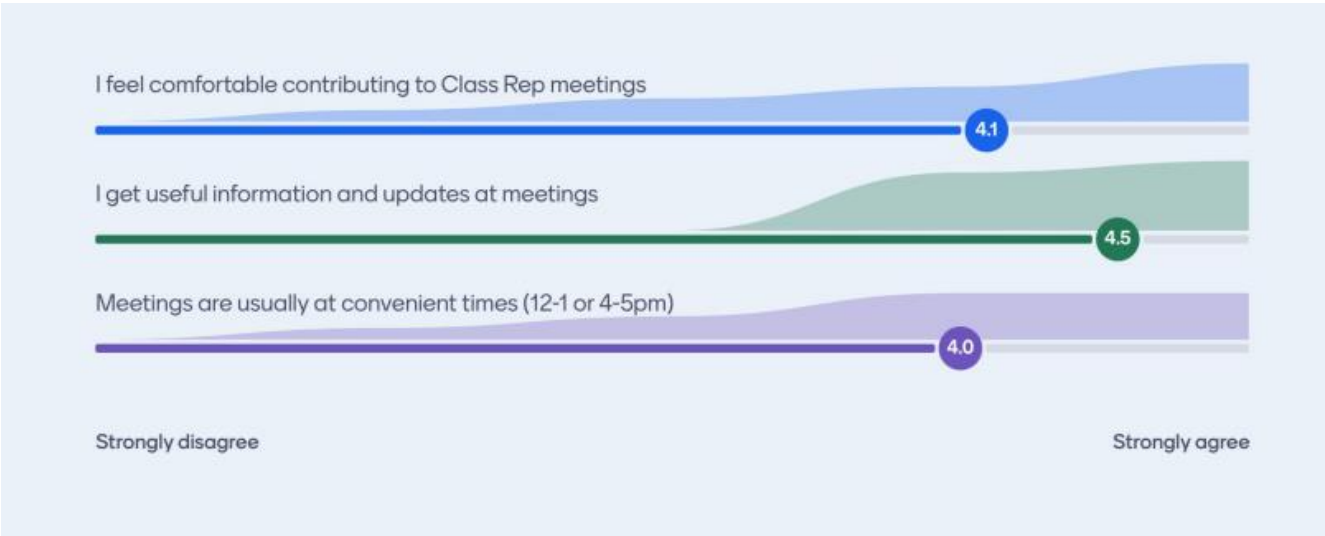 I feel comfortable contributing to Class Rep meetings
4.1
I get useful information and updates at meetings
4.5
Meetings are usually at convenient times (12-1 or 4-5pm)
4.0
Strongly disagree
Strongly agree